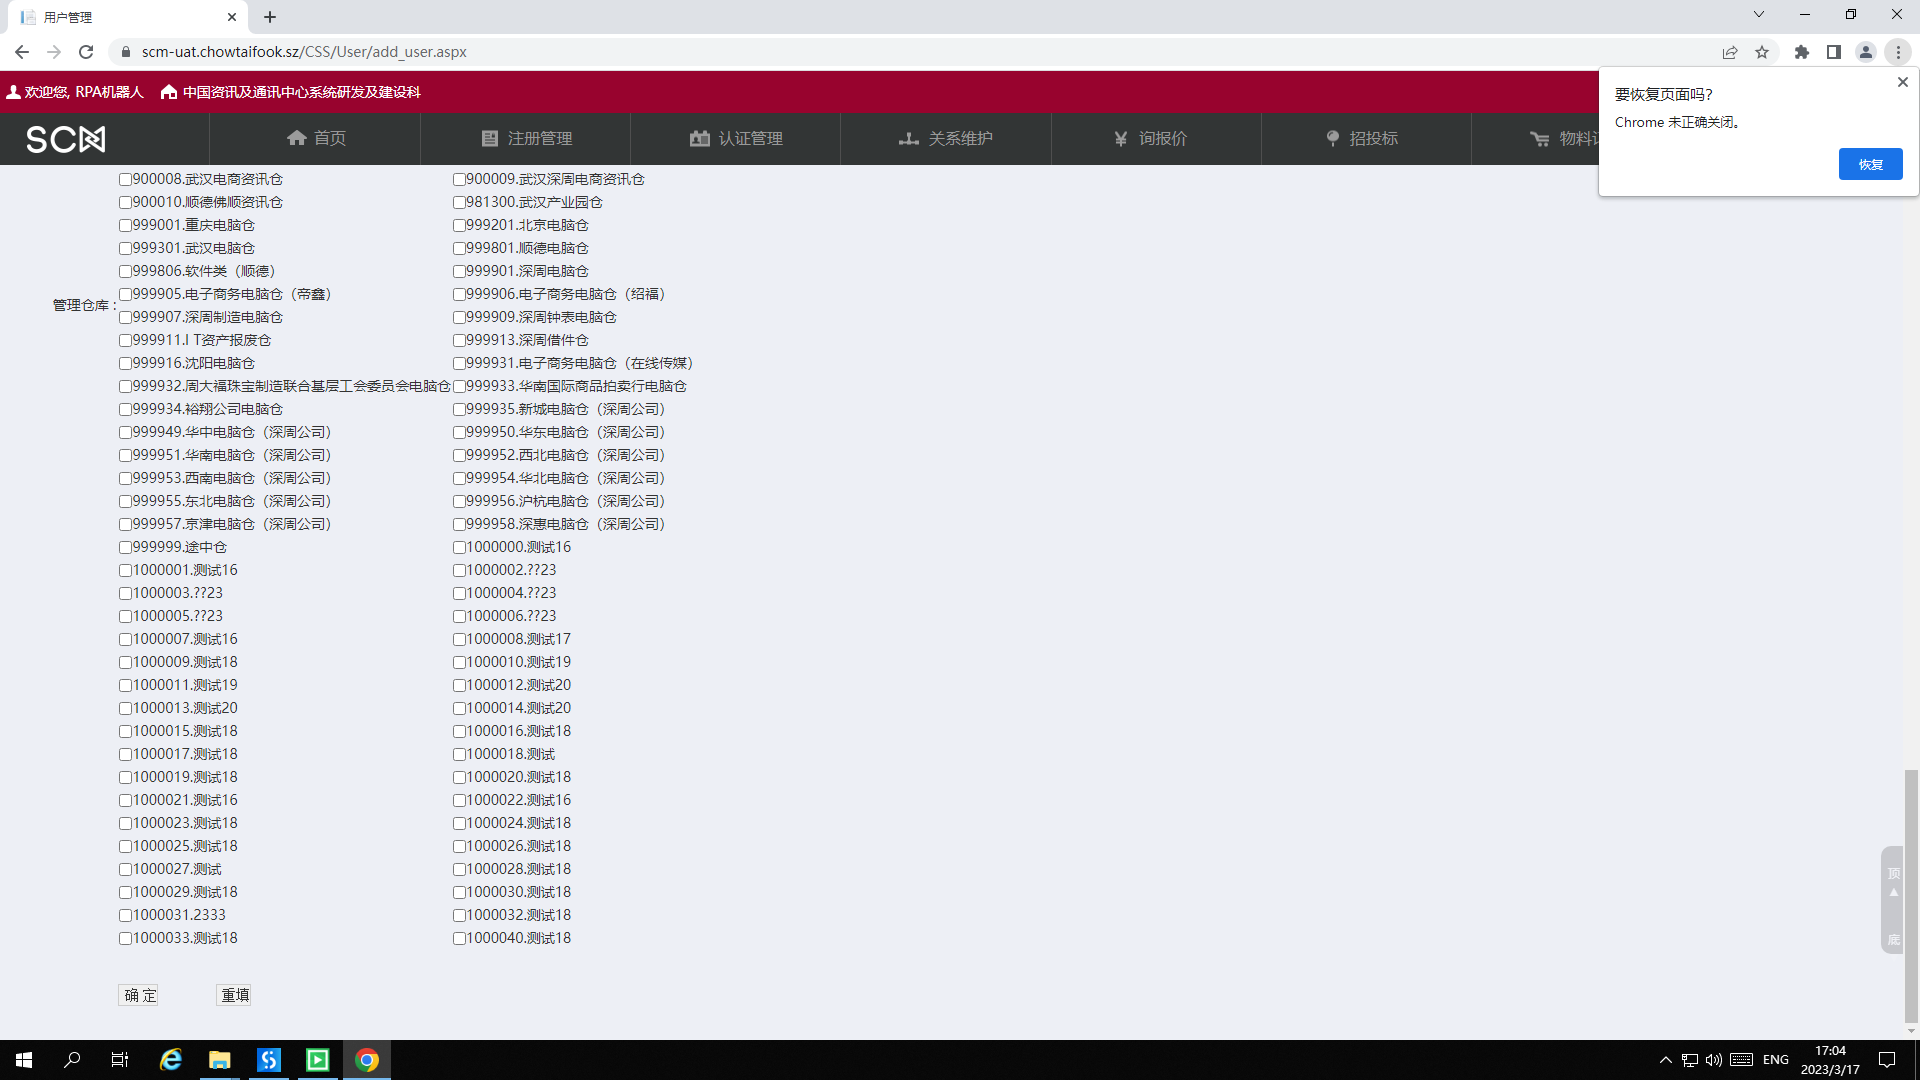 用户管理
scm-uat.chowtaifook.sz/CSS/User/add_user.aspx
欢迎您, RPA机器人 中国资讯及通讯中心系统研发及建设科
要恢复页面吗?
Chrome 未正确关闭。
恢复
SCM 首页 注册管理 认证管理 关系维护 询报价 招投标 物料
管理仓库：
900008.武汉电商资讯仓 900009.武汉深周电商资讯仓
900010.顺德佛顺资讯仓 981300.武汉产业园仓
999001.重庆电脑仓 999201.北京电脑仓
999301.武汉电脑仓 999801.顺德电脑仓
999806.软件类（顺德） 999901.深周电脑仓
999905.电子商务电脑仓（帝鑫） 999906.电子商务电脑仓（绍福）
999907.深周制造电脑仓 999909.深周钟表电脑仓
999911.I T资产报废仓 999913.深周借件仓
999916.沈阳电脑仓 999931.电子商务电脑仓（在线传媒）
999932.周大福珠宝制造联合基层工会委员会电脑仓 999933.华南国际商品拍卖行电脑仓
999934.裕翔公司电脑仓 999935.新城电脑仓（深周公司）
999949.华中电脑仓（深周公司） 999950.华东电脑仓（深周公司）
999951.华南电脑仓（深周公司） 999952.西北电脑仓（深周公司）
999953.西南电脑仓（深周公司） 999954.华北电脑仓（深周公司）
999955.东北电脑仓（深周公司） 999956.沪杭电脑仓（深周公司）
999957.京津电脑仓（深周公司） 999958.深惠电脑仓（深周公司）
999999.途中仓 1000000.测试16
1000001.测试16 1000002.??23
1000003.??23 1000004.??23
1000005.??23 1000006.??23
1000007.测试16 1000008.测试17
1000009.测试18 1000010.测试19
1000011.测试19 1000012.测试20
1000013.测试20 1000014.测试20
1000015.测试18 1000016.测试18
1000017.测试18 1000018.测试
1000019.测试18 1000020.测试18
1000021.测试16 1000022.测试16
1000023.测试18 1000024.测试18
1000025.测试18 1000026.测试18
1000027.测试 1000028.测试18
1000029.测试18 1000030.测试18
1000031.2333 1000032.测试18
1000033.测试18 1000040.测试18
顶
底
确 定 重填
ENG
17:04
2023/3/17